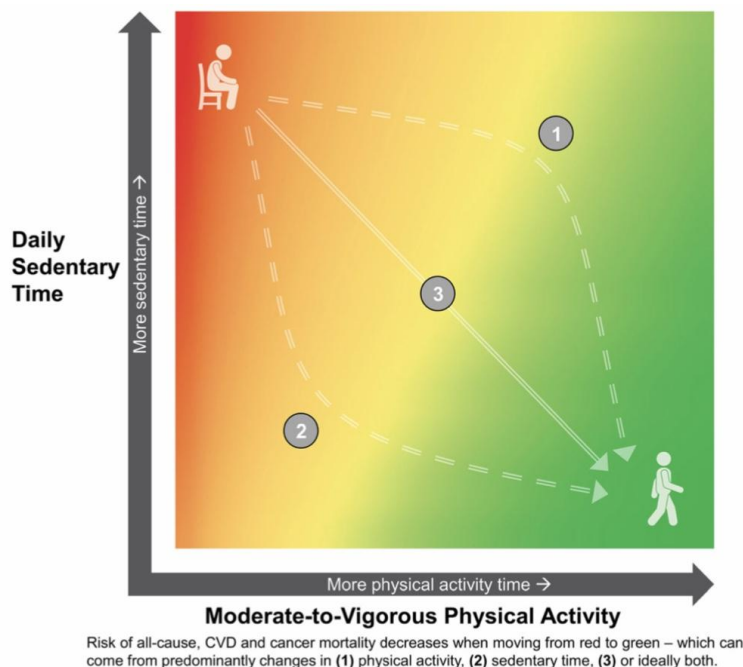 1
Daily
Sedentary
Time
More sedentary time →
3
2
More physical activity time →
Moderate-to-Vigorous Physical Activity
Risk of all-cause, CVD and cancer mortality decreases when moving from red to green – which can
come from predominantly changes in (1) physical activity, (2) sedentary time, (3) or ideally both.